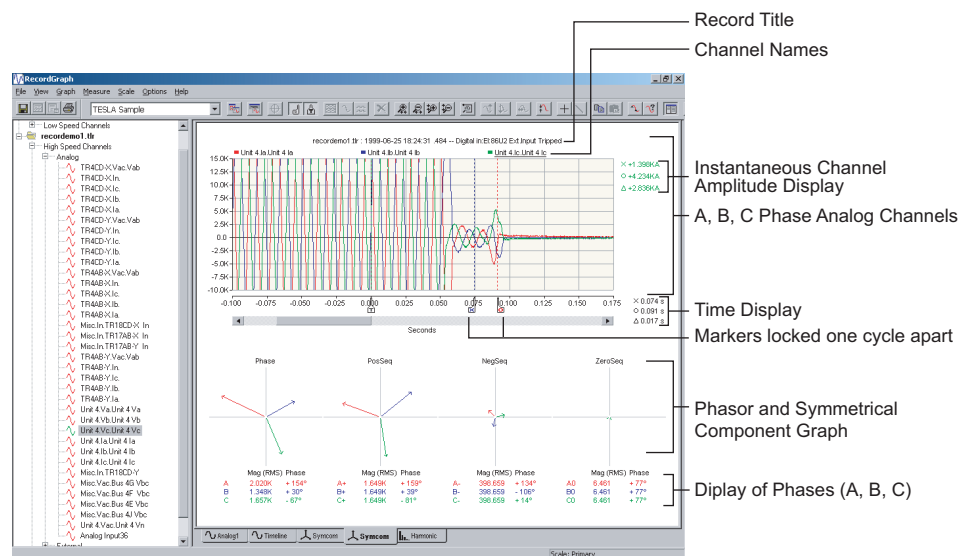 Record Title
Channel Names
RecordGraph
File View Graph Measure Scale Options Help
TESLA Sample
Low Speed Channels
recordemo1.tfr
High Speed Channels
Analog
TR4CD-X.Vac.Vab
TR4CD-X.In.
TR4CD-X.Ic.
TR4CD-X.Ib.
TR4CD-X.Ia.
TR4CD-Y.Vac.Vab
TR4CD-Y.In.
TR4CD-Y.Ic.
TR4CD-Y.Ib.
TR4CD-Y.Ia.
TR4AB-X.Vac.Vab
TR4AB-X.In.
TR4AB-X.Ic.
TR4AB-X.Ib.
TR4AB-X.Ia.
Misc.In.TR18CD-X In
Misc.In.TR17AB-X In
Misc.In.TR17AB-Y In
TR4AB-Y.Vac.Vab
TR4AB-Y.In.
TR4AB-Y.Ic.
TR4AB-Y.Ib.
TR4AB-Y.Ia.
Unit 4.Va.Unit 4 Va
Unit 4.Vb.Unit 4 Vb
Unit 4.Vc.Unit 4 Vc
Unit 4.Ia.Unit 4 Ia
Unit 4.Ib.Unit 4 Ib
Unit 4.Ic.Unit 4 Ic
Misc.In.TR18CD-Y
Misc.Vac.Bus 4G Vbc
Misc.Vac.Bus 4F Vbc
Misc.Vac.Bus 4E Vbc
Misc.Vac.Bus 4J Vbc
Unit 4.Vac.Unit 4 Vn
Analog Input36
External
recordemo1.tfr : 1999-06-25 18:24:31 .484 -- Digital in:El:86U2 Ext.Input Tripped
Unit 4.Ia.Unit 4 Ia Unit 4.Ib.Unit 4 Ib Unit 4.Ic.Unit 4 Ic
15.0K
12.5K
10.0K
7.5K
5.0K
2.5K
0.0
-2.5K
-5.0K
-7.5K
-10.0K
× +1.398KA
○ +4.234KA
Δ +2.836KA
-0.100 -0.075 -0.050 -0.025 0.000 0.025 0.050 0.075 0.100 0.125 0.150 0.175
Seconds
× 0.074 s
○ 0.091 s
Δ 0.017 s
Instantaneous Channel
Amplitude Display
A, B, C Phase Analog Channels
Time Display
Markers locked one cycle apart
Phase PosSeq NegSeq ZeroSeq
Phasor and Symmetrical
Component Graph
Mag (RMS) Phase Mag (RMS) Phase Mag (RMS) Phase Mag (RMS) Phase
A 2.020K + 154° A+ 1.649K + 159° A- 398.659 + 134° A0 6.461 + 77°
B 1.348K + 30° B+ 1.649K + 39° B- 398.659 - 106° B0 6.461 + 77°
C 1.657K - 67° C+ 1.649K - 81° C- 398.659 + 14° C0 6.461 + 77°
Diplay of Phases (A, B, C)
Analog1 Timeline Symcom Symcom Harmonic
Scale: Primary